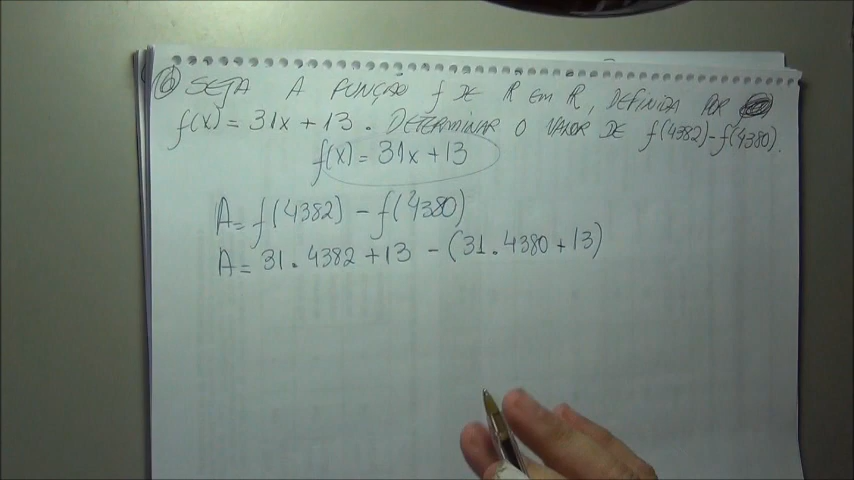 ⑥ SEJA A FUNÇÃO f DE R EM R, DEFINIDA POR
f(x) = 31x + 13. DETERMINAR O VALOR DE f(4382) - f(4380).
f(x) = 31x + 13
A = f(4382) - f(4380)
A = 31.4382 + 13 - (31.4380 + 13)